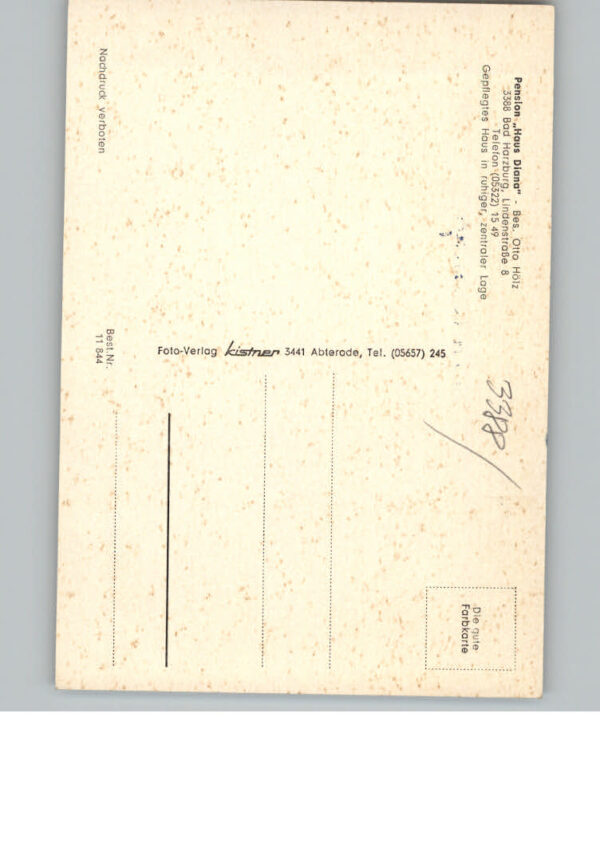 Pension „Haus Diana" - Bes. Otto Hölz
3388 Bad Harzburg, Lindenstraße 8
Telefon (05322) 15 49
Gepflegtes Haus in ruhiger, zentraler Lage
Nachdruck verboten
Best. Nr.
11 844
Foto-Verlag kistner 3441 Abterode, Tel. (05657) 245
3388
Die gute
Farbkarte